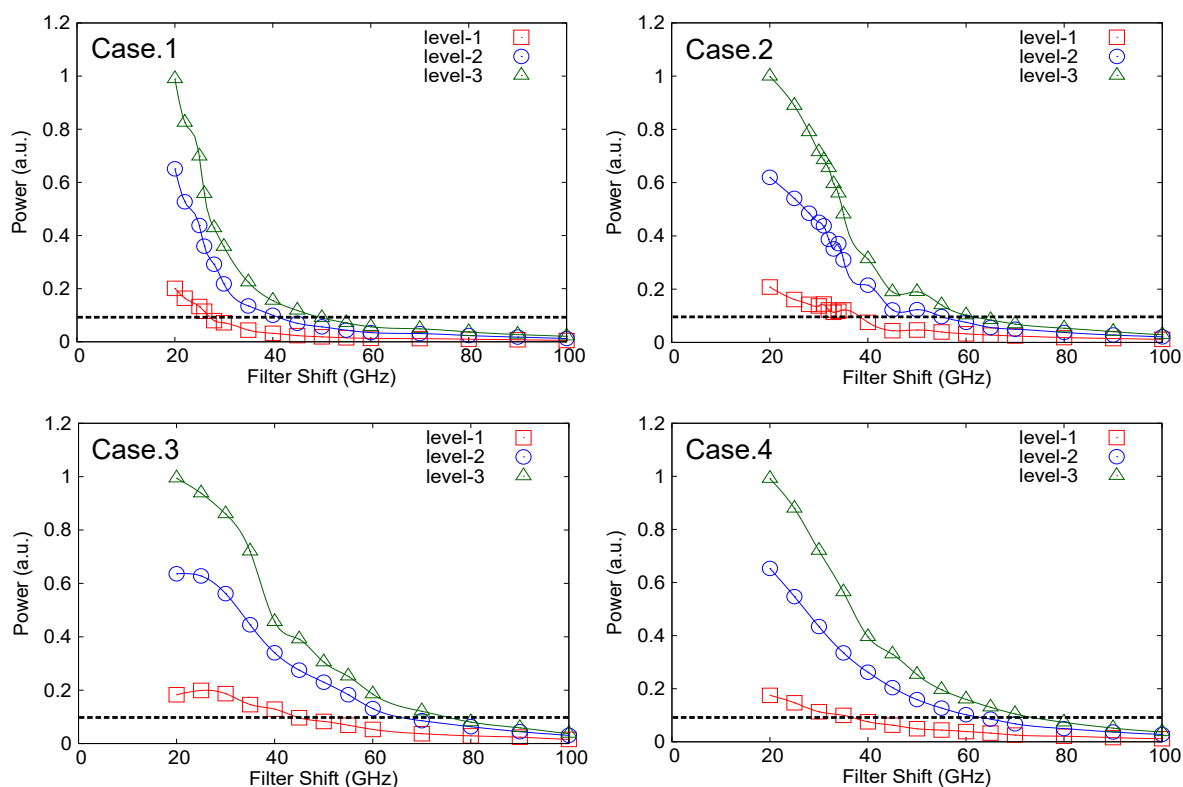 Case.1
level-1
level-2
level-3
Power (a.u.)
1.2
1
0.8
0.6
0.4
0.2
0
0 20 40 60 80 100
Filter Shift (GHz)
Case.2
level-1
level-2
level-3
Power (a.u.)
1.2
1
0.8
0.6
0.4
0.2
0
0 20 40 60 80 100
Filter Shift (GHz)
Case.3
level-1
level-2
level-3
Power (a.u.)
1.2
1
0.8
0.6
0.4
0.2
0
0 20 40 60 80 100
Filter Shift (GHz)
Case.4
level-1
level-2
level-3
Power (a.u.)
1.2
1
0.8
0.6
0.4
0.2
0
0 20 40 60 80 100
Filter Shift (GHz)